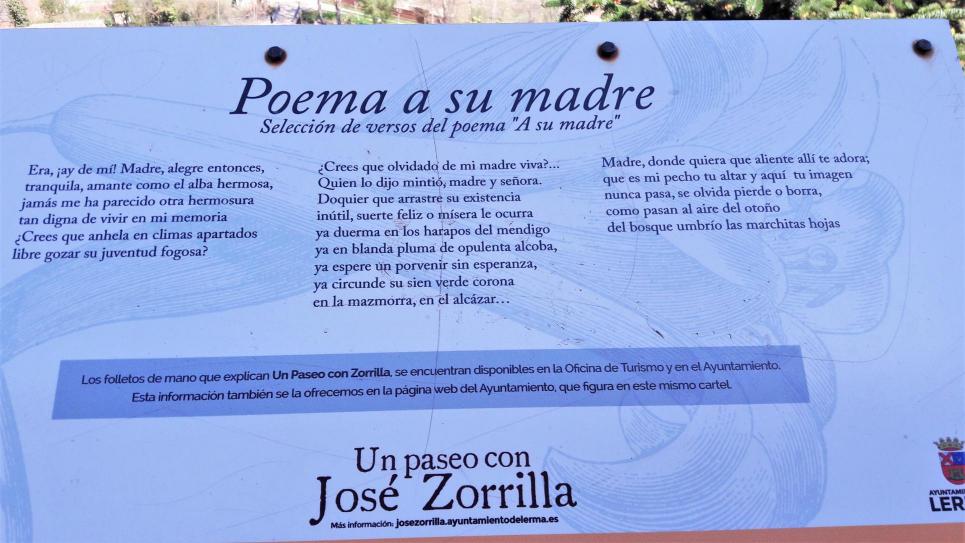 Poema a su madre
Selección de versos del poema "A su madre"
Era, ¡ay de mí! Madre, alegre entonces,
tranquila, amante como el alba hermosa,
jamás me ha parecido otra hermosura
tan digna de vivir en mi memoria
¿Crees que anhela en climas apartados
libre gozar su juventud fogosa?
¿Crees que olvidado de mi madre viva?...
Quien lo dijo mintió, madre y señora.
Doquier que arrastre su existencia
inútil, suerte feliz o mísera le ocurra
ya duerma en los harapos del mendigo
ya en blanda pluma de opulenta alcoba,
ya espere un porvenir sin esperanza,
ya circunde su sien verde corona
en la mazmorra, en el alcázar...
Madre, donde quiera que aliente allí te adora;
que es mi pecho tu altar y aquí tu imagen
nunca pasa, se olvida pierde o borra,
como pasan al aire del otoño
del bosque umbrío las marchitas hojas
Los folletos de mano que explican Un Paseo con Zorrilla, se encuentran disponibles en la Oficina de Turismo y en el Ayuntamiento.
Esta información también se la ofrecemos en la página web del Ayuntamiento, que figura en este mismo cartel.
Un paseo con
José Zorrilla
Más información: josezorrilla.ayuntamientodelerma.es